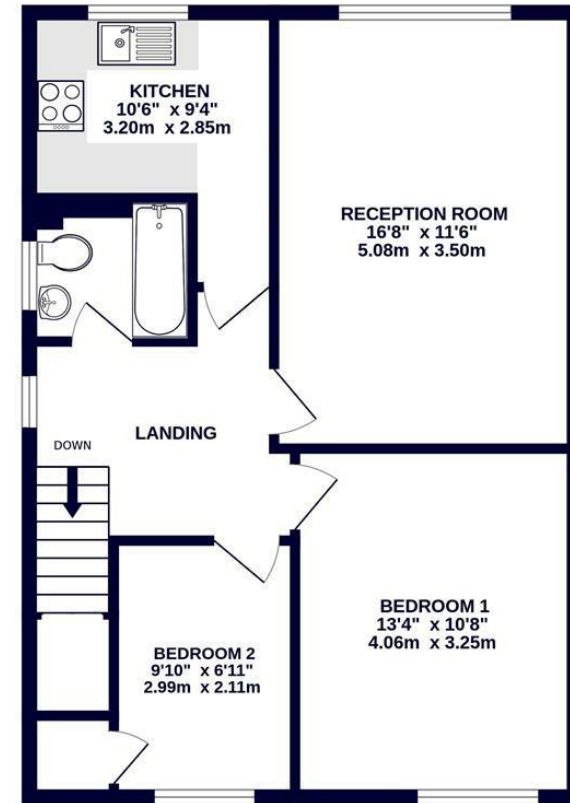 KITCHEN
10'6" x 9'4"
3.20m x 2.85m
RECEPTION ROOM
16'8" x 11'6"
5.08m x 3.50m
LANDING
DOWN
BEDROOM 1
13'4" x 10'8"
4.06m x 3.25m
BEDROOM 2
9'10" x 6'11"
2.99m x 2.11m